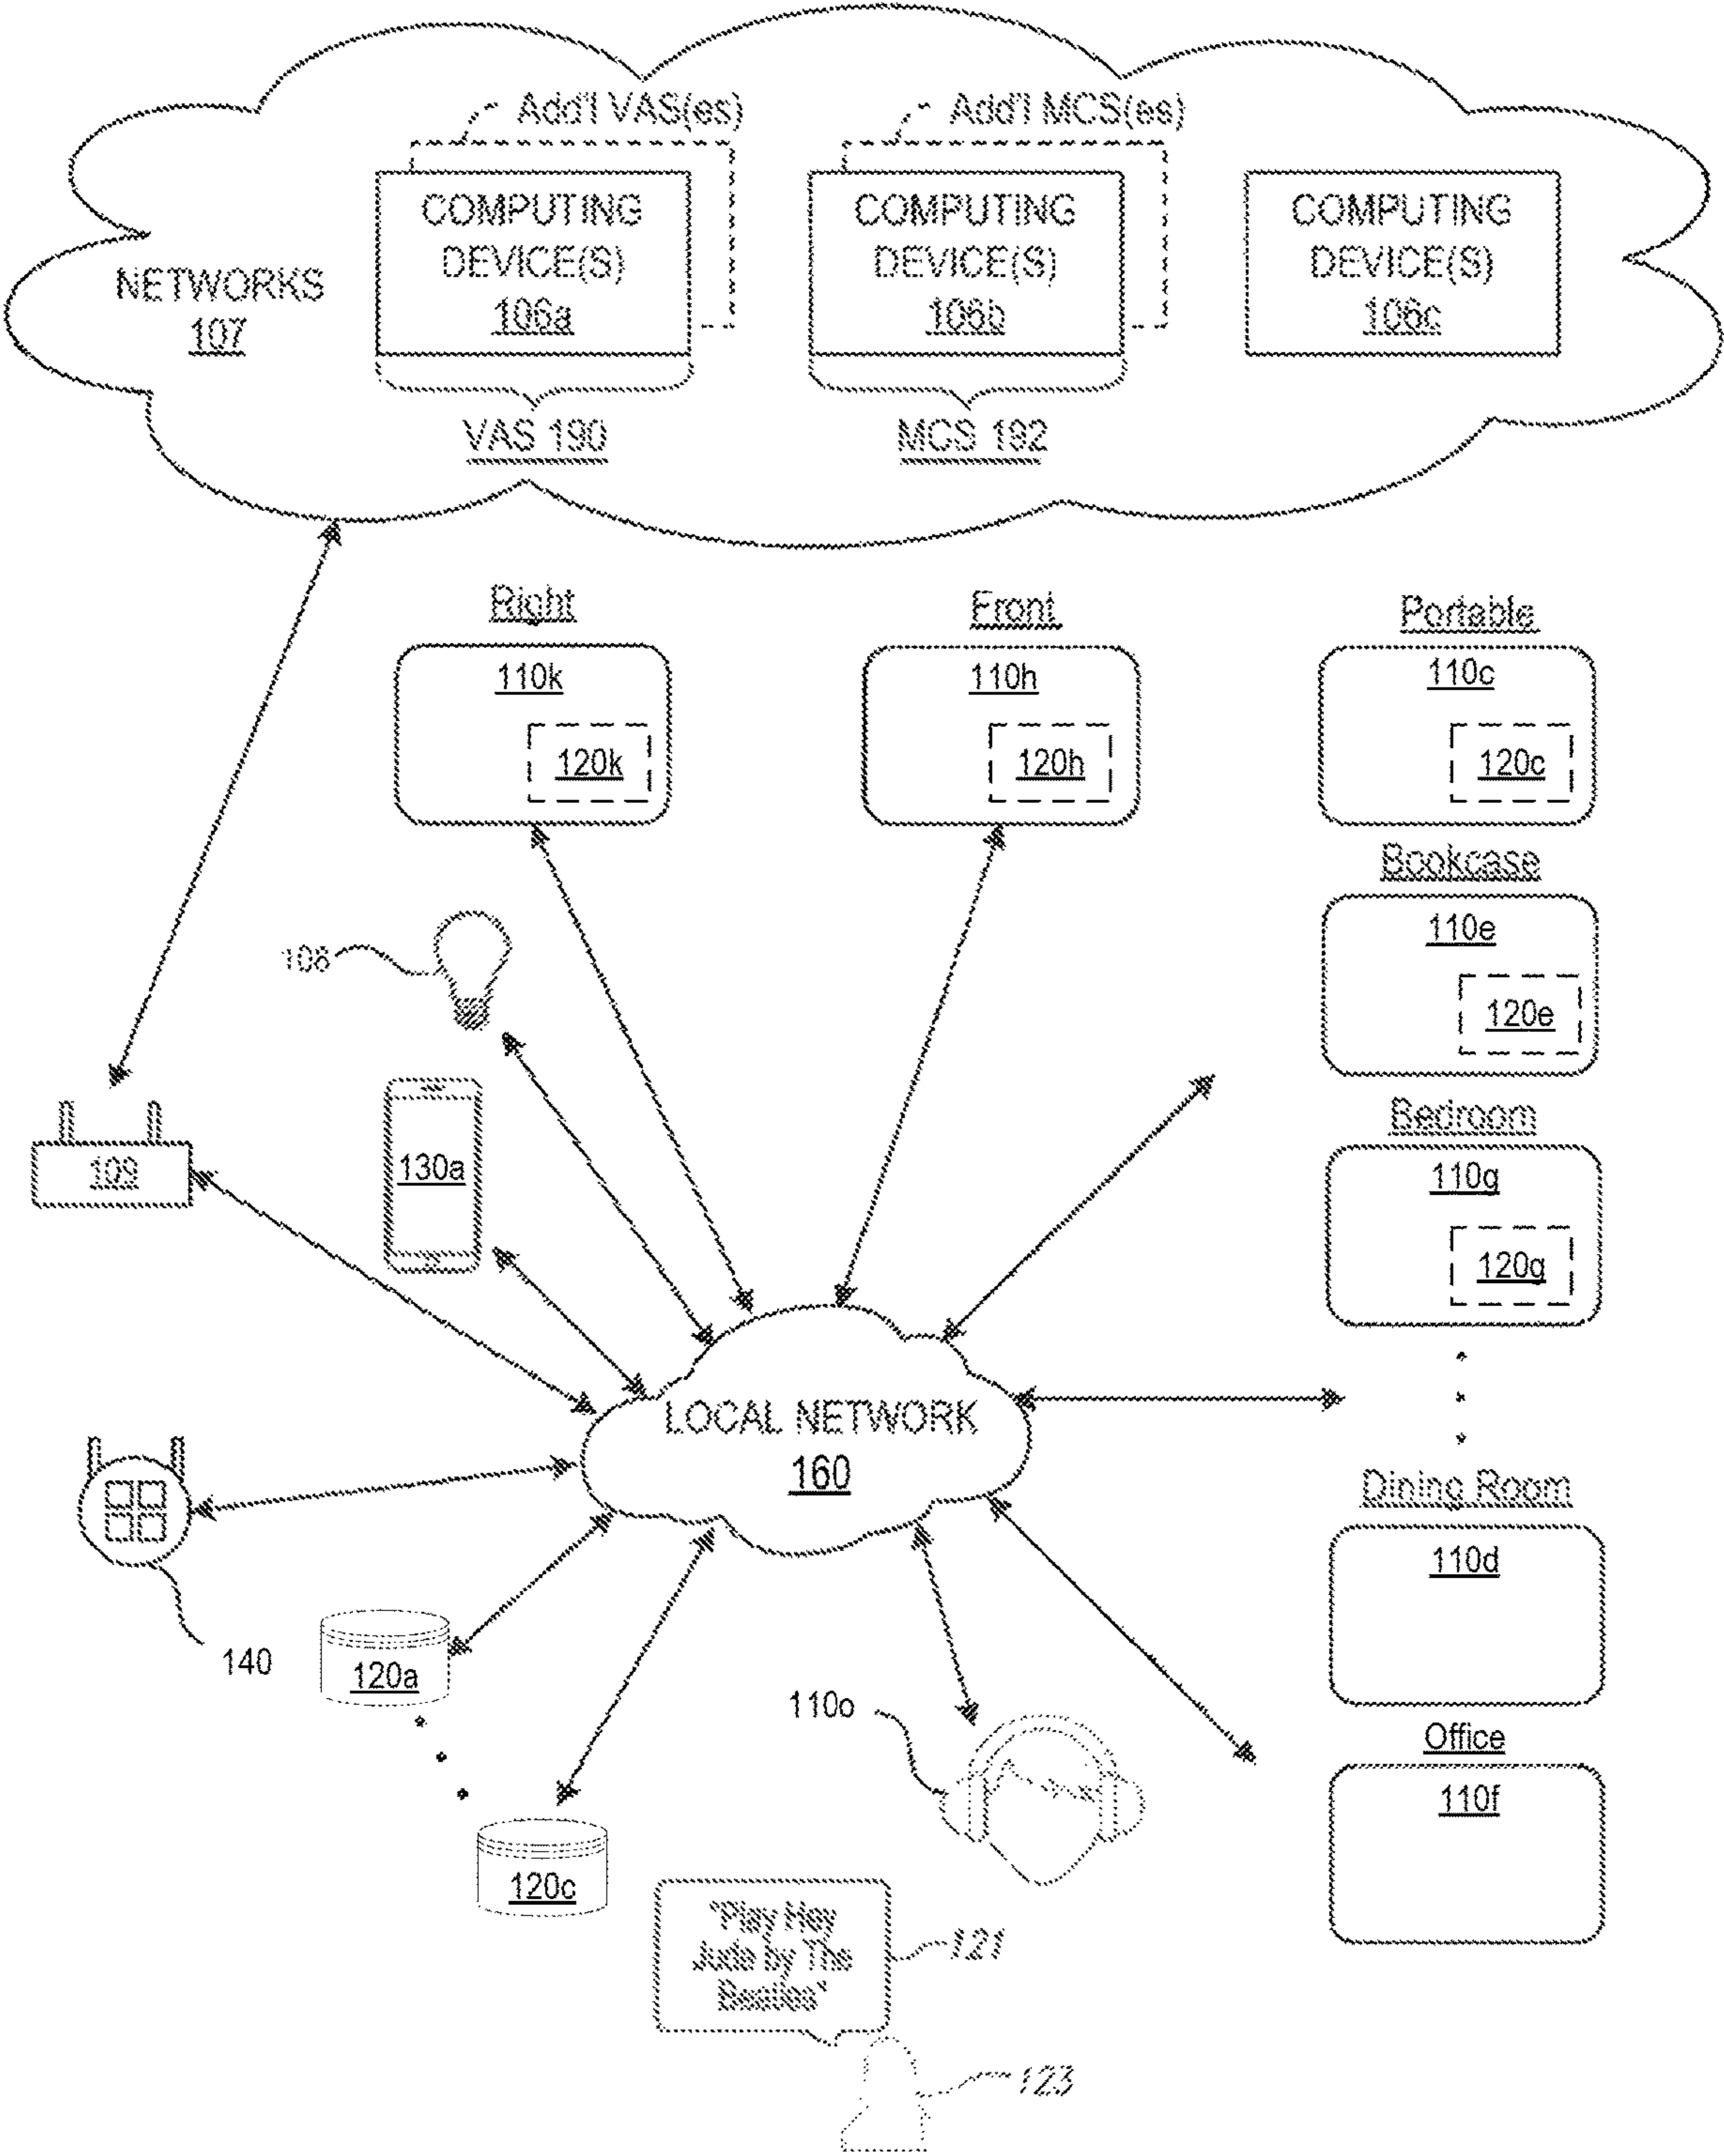 Add'l VAS(es)
Add'l MCS(es)
COMPUTING
DEVICE(S)
106a
COMPUTING
DEVICE(S)
106b
COMPUTING
DEVICE(S)
106c
NETWORKS
107
VAS 190
MCS 192
Right
110k
120k
Front
110h
120h
Portable
110c
120c
Bookcase
110e
120e
108
Bedroom
110g
120g
109
130a
LOCAL NETWORK
160
Dining Room
110d
140
120a
110o
Office
110f
120c
"Play Hey
Jude by The
Beatles"
121
123